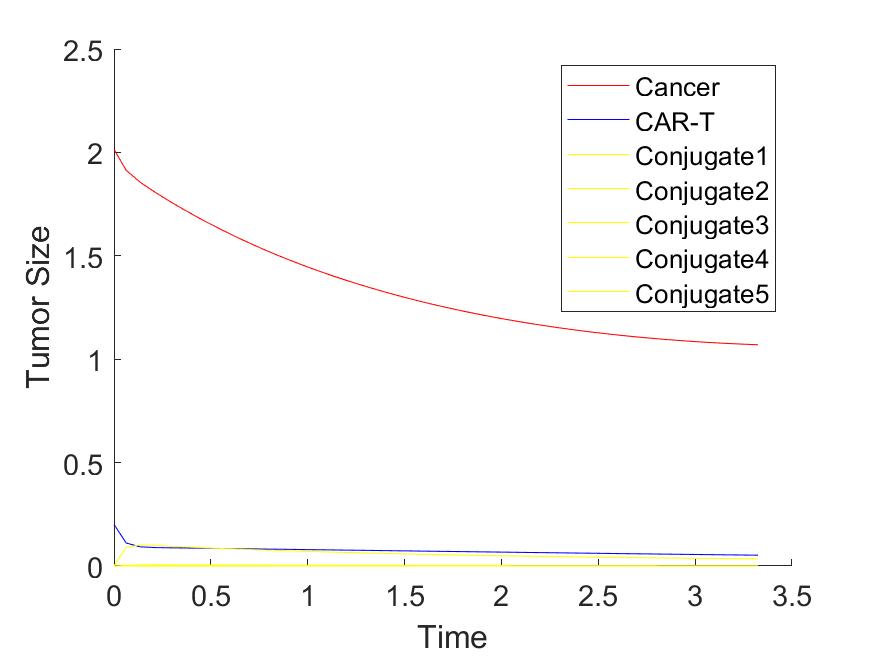 2.5
2
1.5
1
0.5
0
Tumor Size
Cancer
CAR-T
Conjugate1
Conjugate2
Conjugate3
Conjugate4
Conjugate5
0 0.5 1 1.5 2 2.5 3 3.5
Time